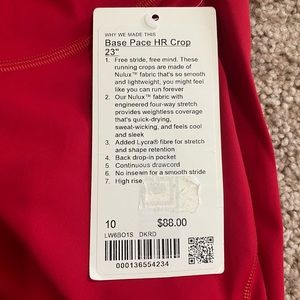 WHY WE MADE THIS
Base Pace HR Crop
23"
1. Free stride, free mind. These
running crops are made of
Nulux™ fabric that's so smooth
and lightweight, you might feel
like you can run forever
2. Our Nulux™ fabric with
engineered four-way stretch
provides weightless coverage
that's quick-drying,
sweat-wicking, and feels cool
and sleek
3. Added Lycra® fibre for stretch
and shape retention
4. Back drop-in pocket
5. Continuous drawcord
6. No inseam for a smooth stride
7. High rise
10 $88.00
LW6BO1S DKRD
000136554234